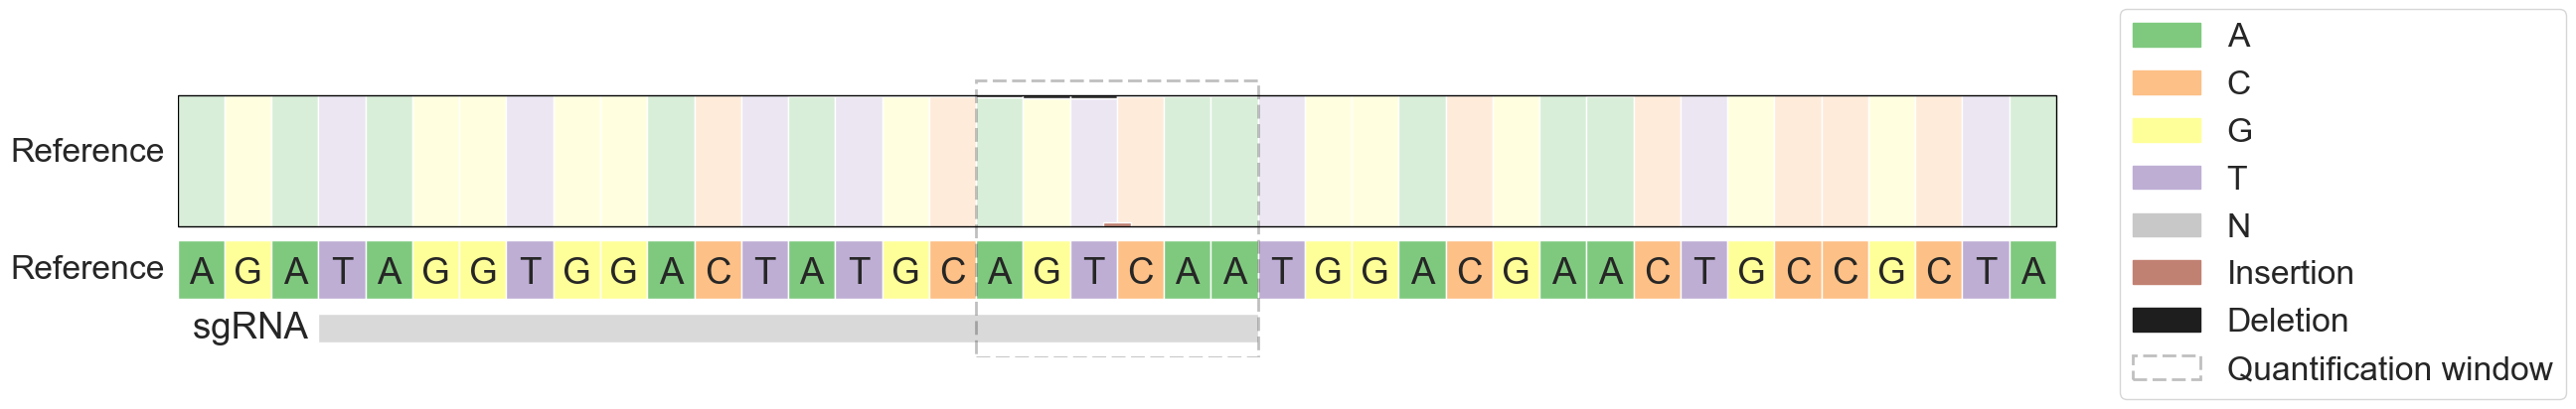 Reference
Reference A G A T A G G T G G A C T A T G C A G T C A A T G G A C G A A C T G C C G C T A
sgRNA
A
C
G
T
N
Insertion
Deletion
Quantification window